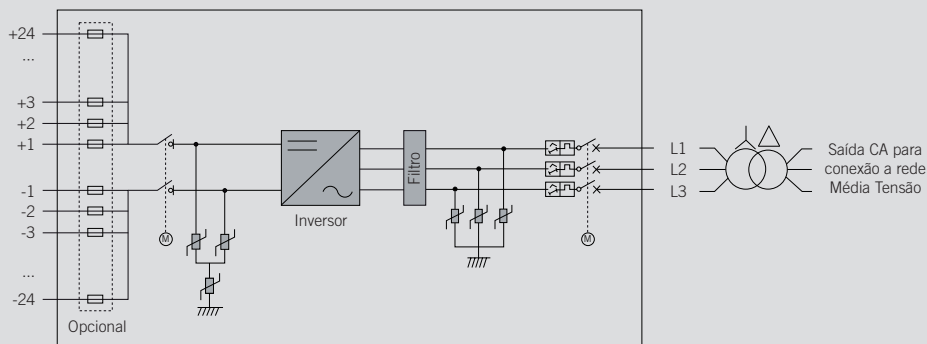 +24
...
+3
+2
+1
-1
-2
-3
...
-24
Opcional
M
Inversor
Filtro
M
L1
L2
L3
Saída CA para
conexão a rede
Média Tensão